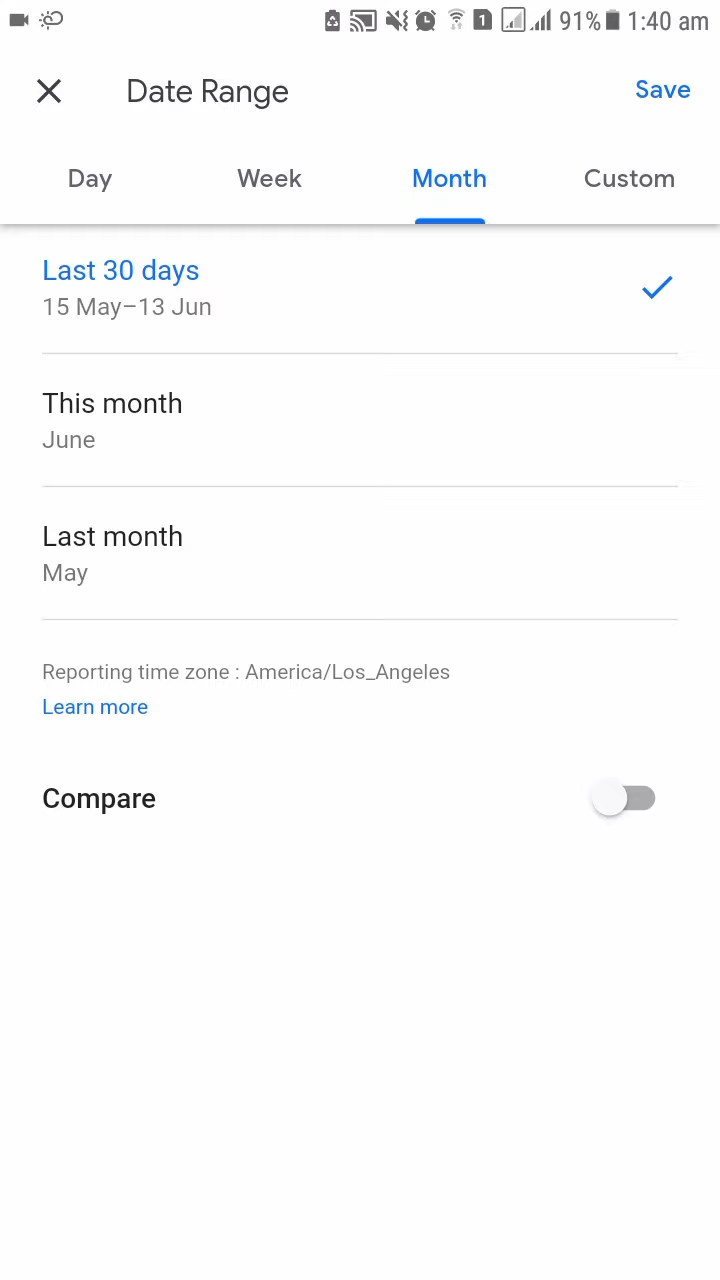 1 91% 1:40 am
Date Range Save
Day Week Month Custom
Last 30 days
15 May–13 Jun
This month
June
Last month
May
Reporting time zone : America/Los_Angeles
Learn more
Compare